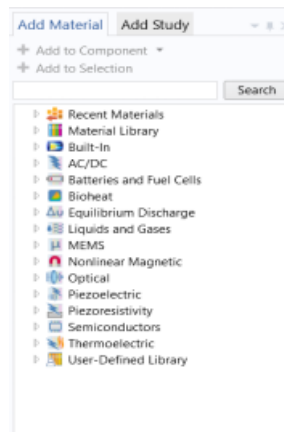 Add Material Add Study
Add to Component
Add to Selection
Search
Recent Materials
Material Library
Built-In
AC/DC
Batteries and Fuel Cells
Bioheat
Equilibrium Discharge
Liquids and Gases
MEMS
Nonlinear Magnetic
Optical
Piezoelectric
Piezoresistivity
Semiconductors
Thermoelectric
User-Defined Library